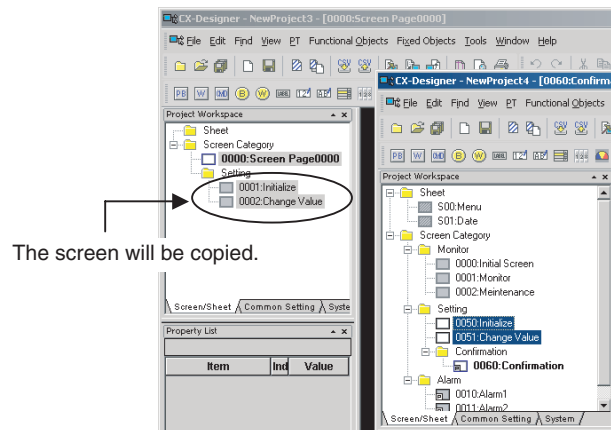 CX-Designer - NewProject3 - [0000:Screen Page0000]
File Edit Find View PT Functional Objects Fixed Objects Tools Window Help
Project Workspace
Sheet
Screen Category
0000:Screen Page0000
Setting
0001:Initialize
0002:Change Value
The screen will be copied.
Screen/Sheet Common Setting Syste
Property List
Item Ind Value
CX-Designer - NewProject4 - [0060:Confirma
File Edit Find View PT Functional Objects
Project Workspace
Sheet
S00:Menu
S01:Date
Screen Category
Monitor
0000:Initial Screen
0001:Monitor
0002:Meintenance
Setting
0050:Initialize
0051:Change Value
Confirmation
0060:Confirmation
Alarm
0010:Alarm1
0011:Alarm2
Screen/Sheet Common Setting System